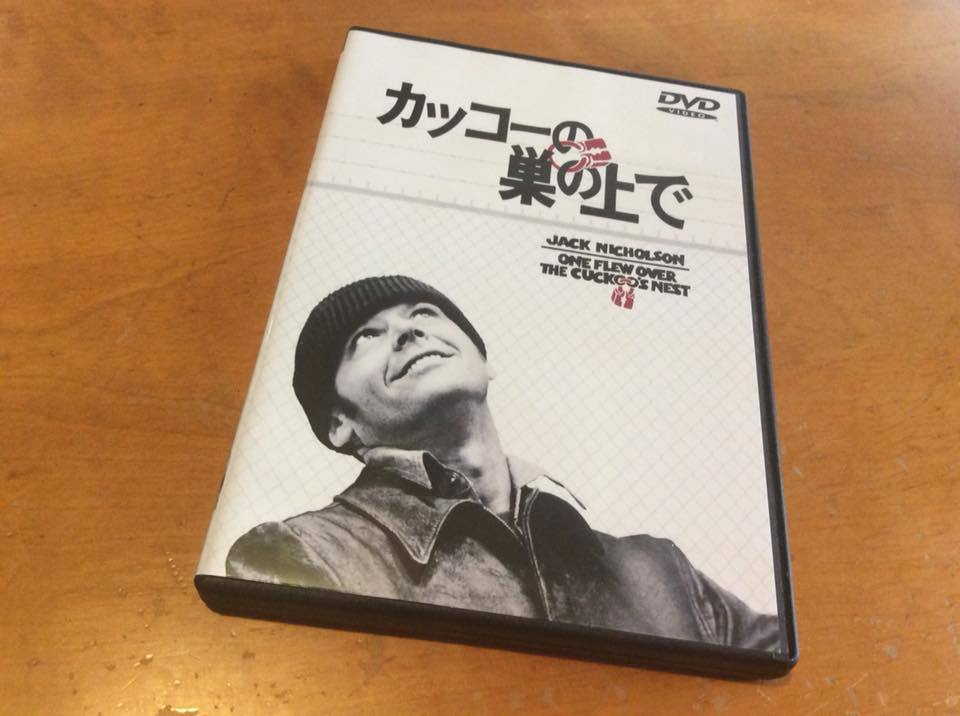 カッコーの
巣の上で
DVD
VIDEO
JACK NICHOLSON
ONE FLEW OVER
THE CUCKOO'S NEST